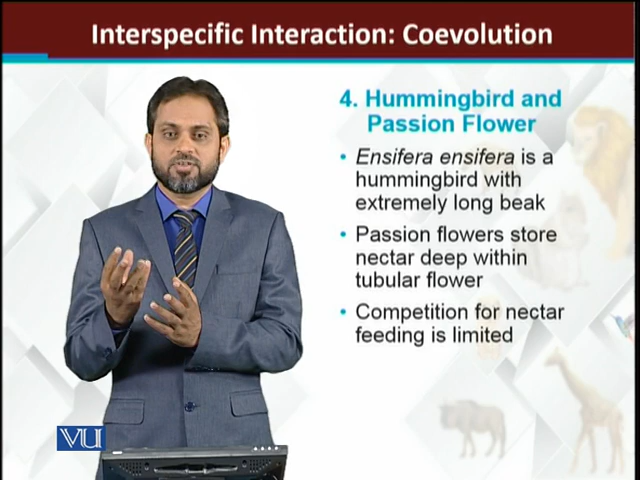 Interspecific Interaction: Coevolution
4. Hummingbird and
Passion Flower
• Ensifera ensifera is a
hummingbird with
extremely long beak
• Passion flowers store
nectar deep within
tubular flower
• Competition for nectar
feeding is limited
VU